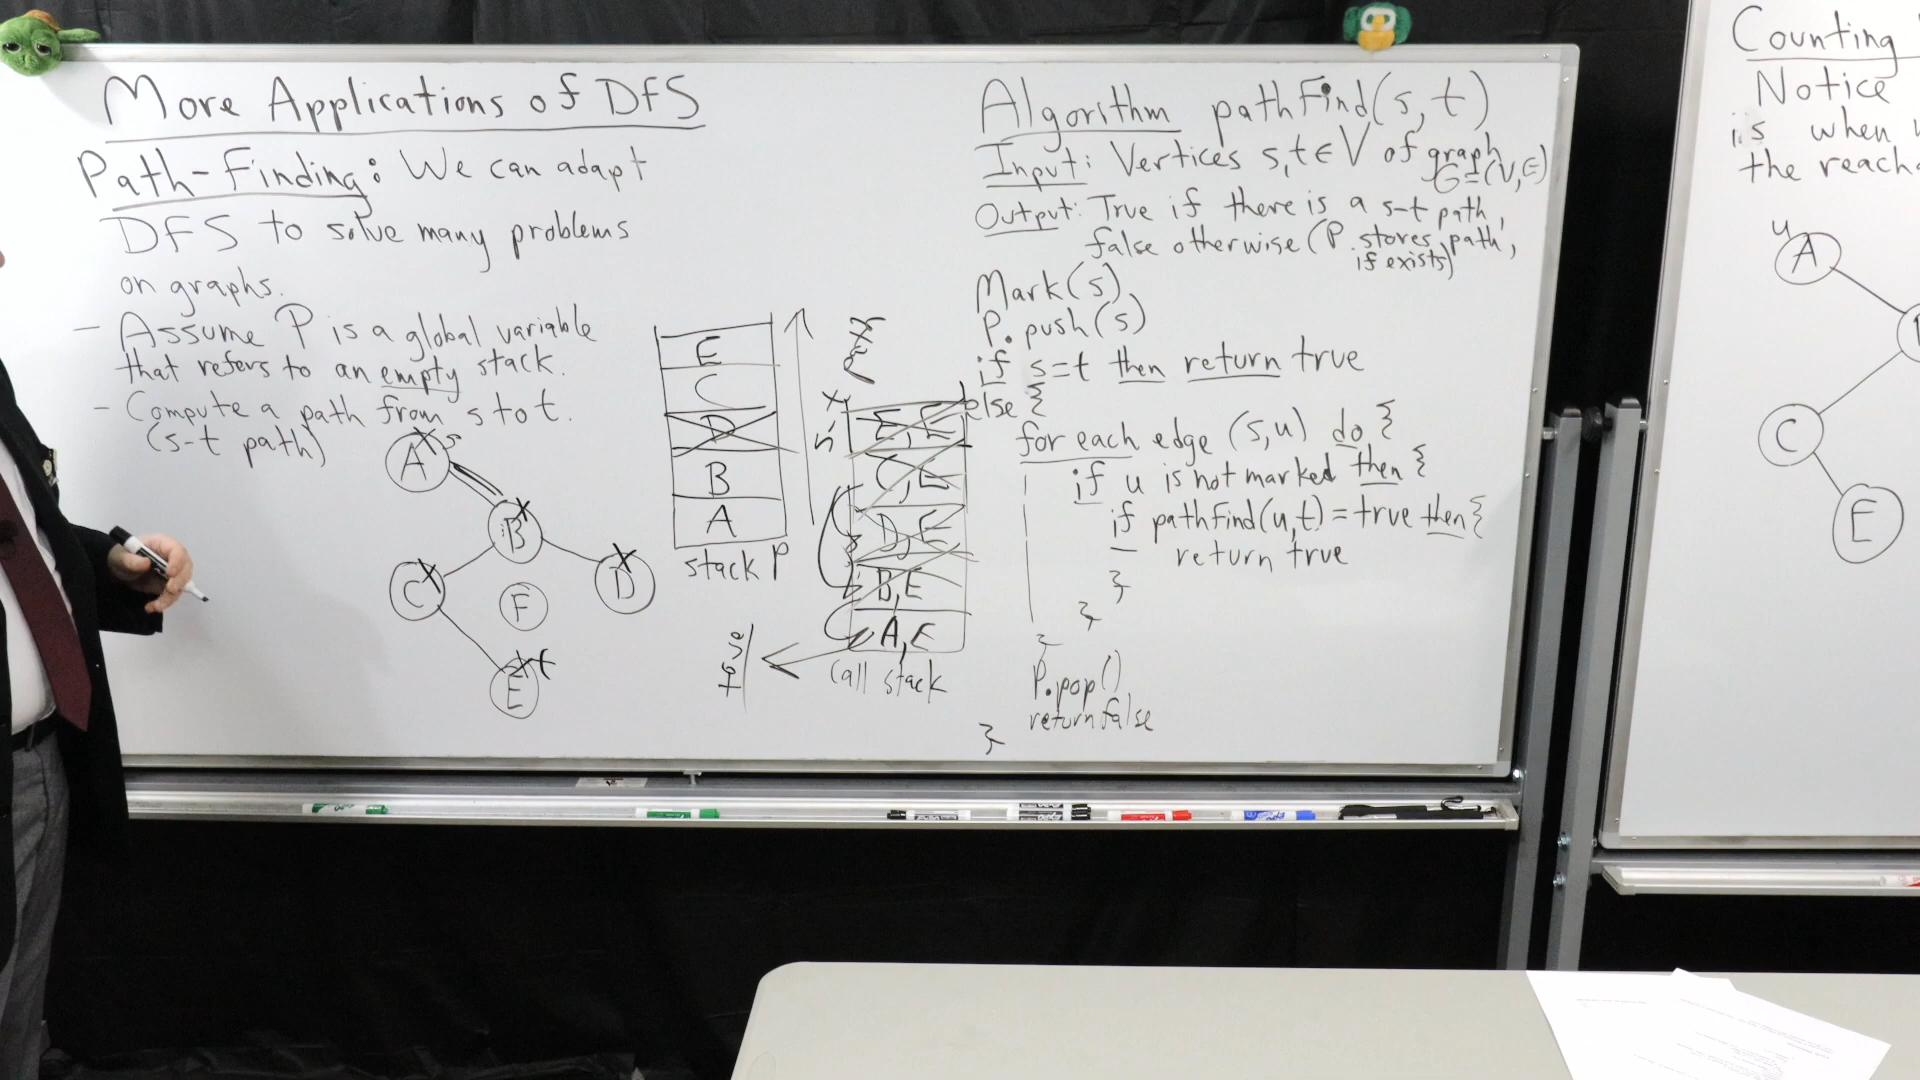 More Applications of DFS
Path-Finding: We can adapt
DFS to solve many problems
on graphs.
- Assume P is a global variable
that refers to an empty stack.
- Compute a path from s to t.
(s-t path)
A
s
B
C
D
F
E
t
E
C
D
B
A
stack P
s-t
path
E, E
C, E
D, E
B, E
A, E
call stack
true
Algorithm pathFind(s, t)
Input: Vertices s, t ∈ V of graph
G=(V,E)
Output: True if there is a s-t path,
false otherwise (P stores path,
if exists)
Mark(s)
P.push(s)
if s=t then return true
else {
for each edge (s,u) do {
if u is not marked then {
if pathfind(u,t) = true then {
return true
}
}
}
P.pop()
return false
}
Counting
Notice
is when
the reach
u
A
C
E